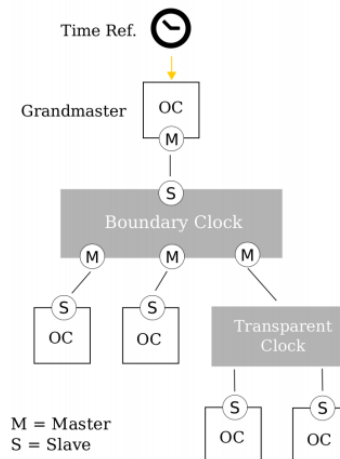 Time Ref.
Grandmaster
OC
M
S
Boundary Clock
M
M
M
S
S
OC
OC
Transparent
Clock
S
S
OC
OC
M = Master
S = Slave